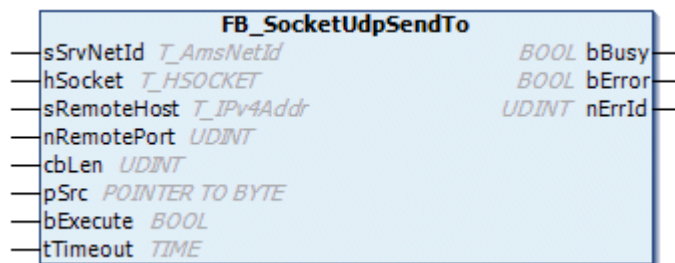 FB_SocketUdpSendTo
sSrvNetId T_AmsNetId BOOL bBusy
hSocket T_HSOCKET BOOL bError
sRemoteHost T_IPv4Addr UDINT nErrId
nRemotePort UDINT
cbLen UDINT
pSrc POINTER TO BYTE
bExecute BOOL
tTimeout TIME